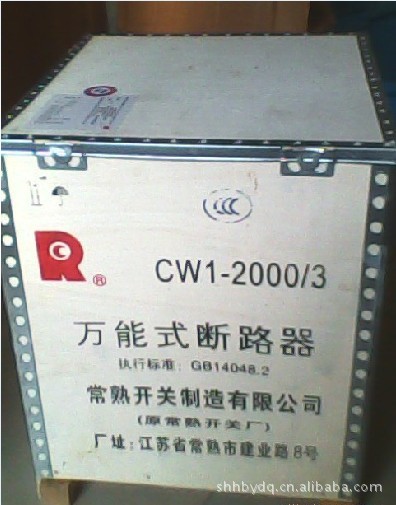 CCC
R
®
CW1-2000/3
万能式断路器
执行标准: GB14048.2
常熟开关制造有限公司
(原常熟开关厂)
厂址:江苏省常熟市建业路8号
shhbydq.cn.alibaba.com